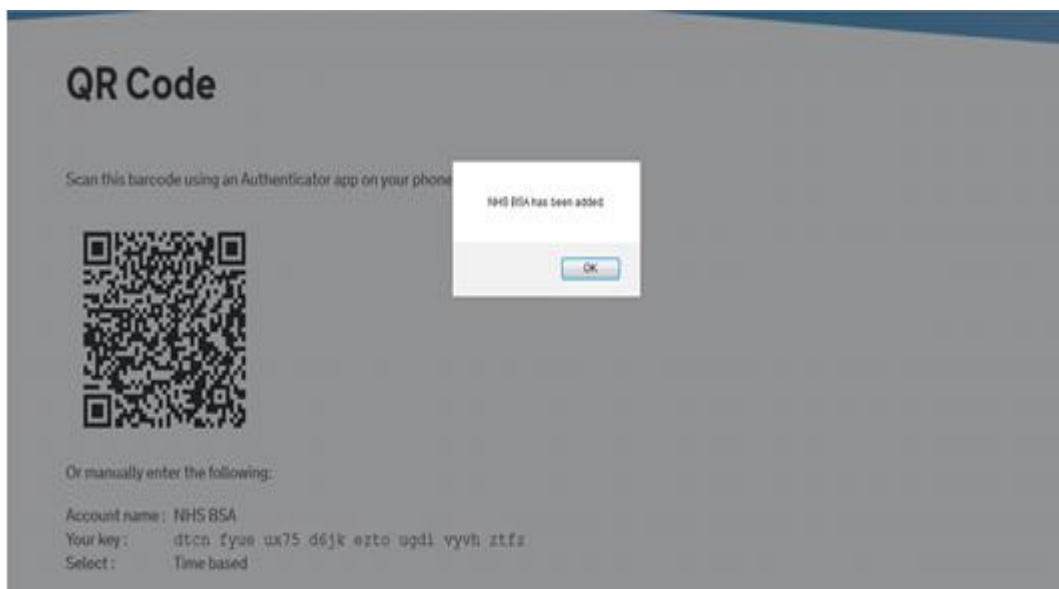 QR Code
Scan this barcode using an Authenticator app on your phone
NHS BSA has been added
OK
Or manually enter the following:
Account name : NHS BSA
Your key : dtcn fyue ux75 d6jk ezto ugdi vyvh ztfz
Select : Time based